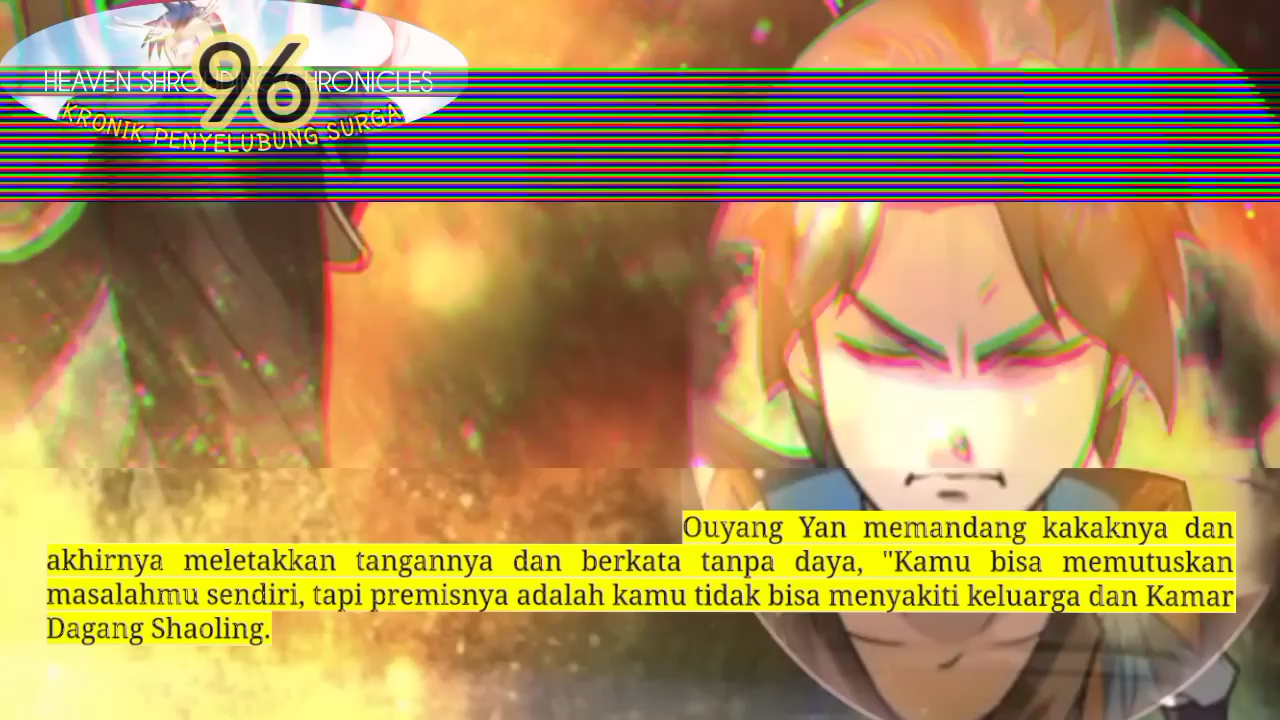 96
HEAVEN SHROUDING CHRONICLES
KRONIK PENYELUBUNG SURGA
Ouyang Yan memandang kakaknya dan
akhirnya meletakkan tangannya dan berkata tanpa daya, "Kamu bisa memutuskan
masalahmu sendiri, tapi premisnya adalah kamu tidak bisa menyakiti keluarga dan Kamar
Dagang Shaoling.